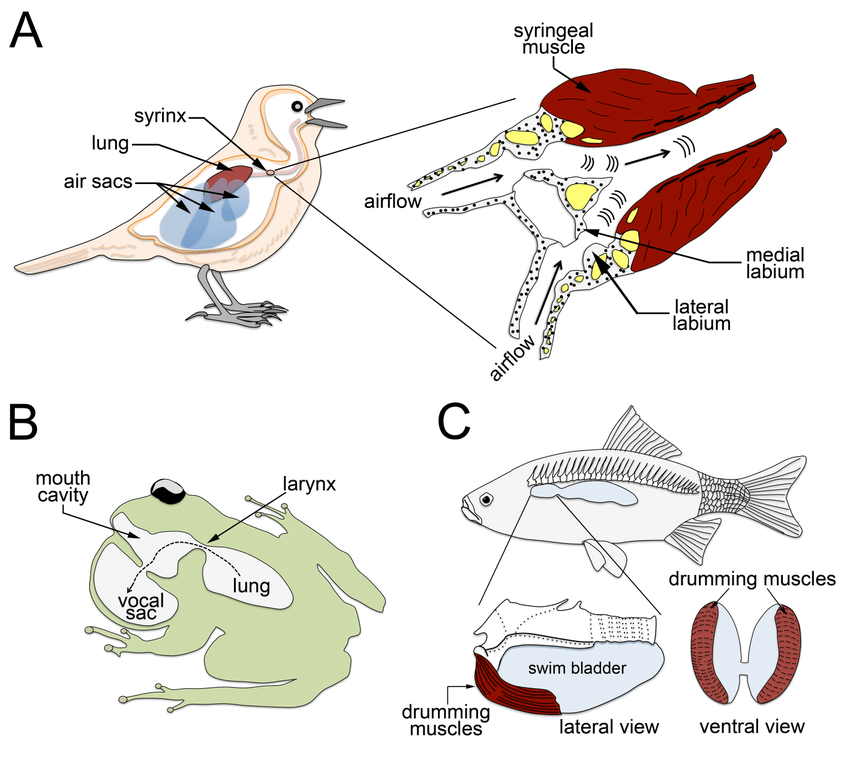 A
syringeal
muscle
syrinx
lung
air sacs
airflow
medial
labium
lateral
labium
airflow
B
mouth
cavity
larynx
lung
vocal
sac
C
drumming muscles
swim bladder
drumming
muscles
lateral view
ventral view